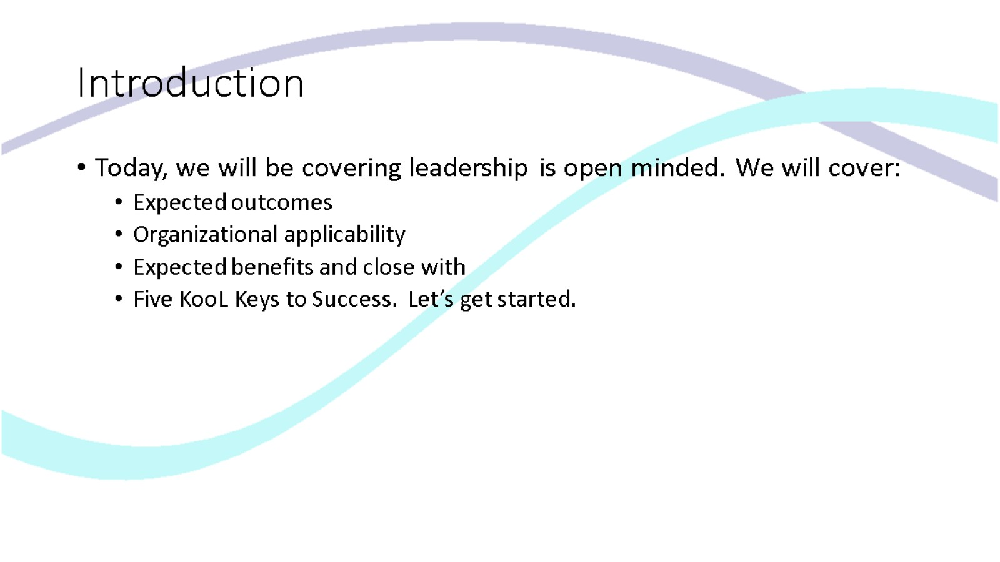 Introduction
• Today, we will be covering leadership is open minded. We will cover:
• Expected outcomes
• Organizational applicability
• Expected benefits and close with
• Five KooL Keys to Success. Let’s get started.